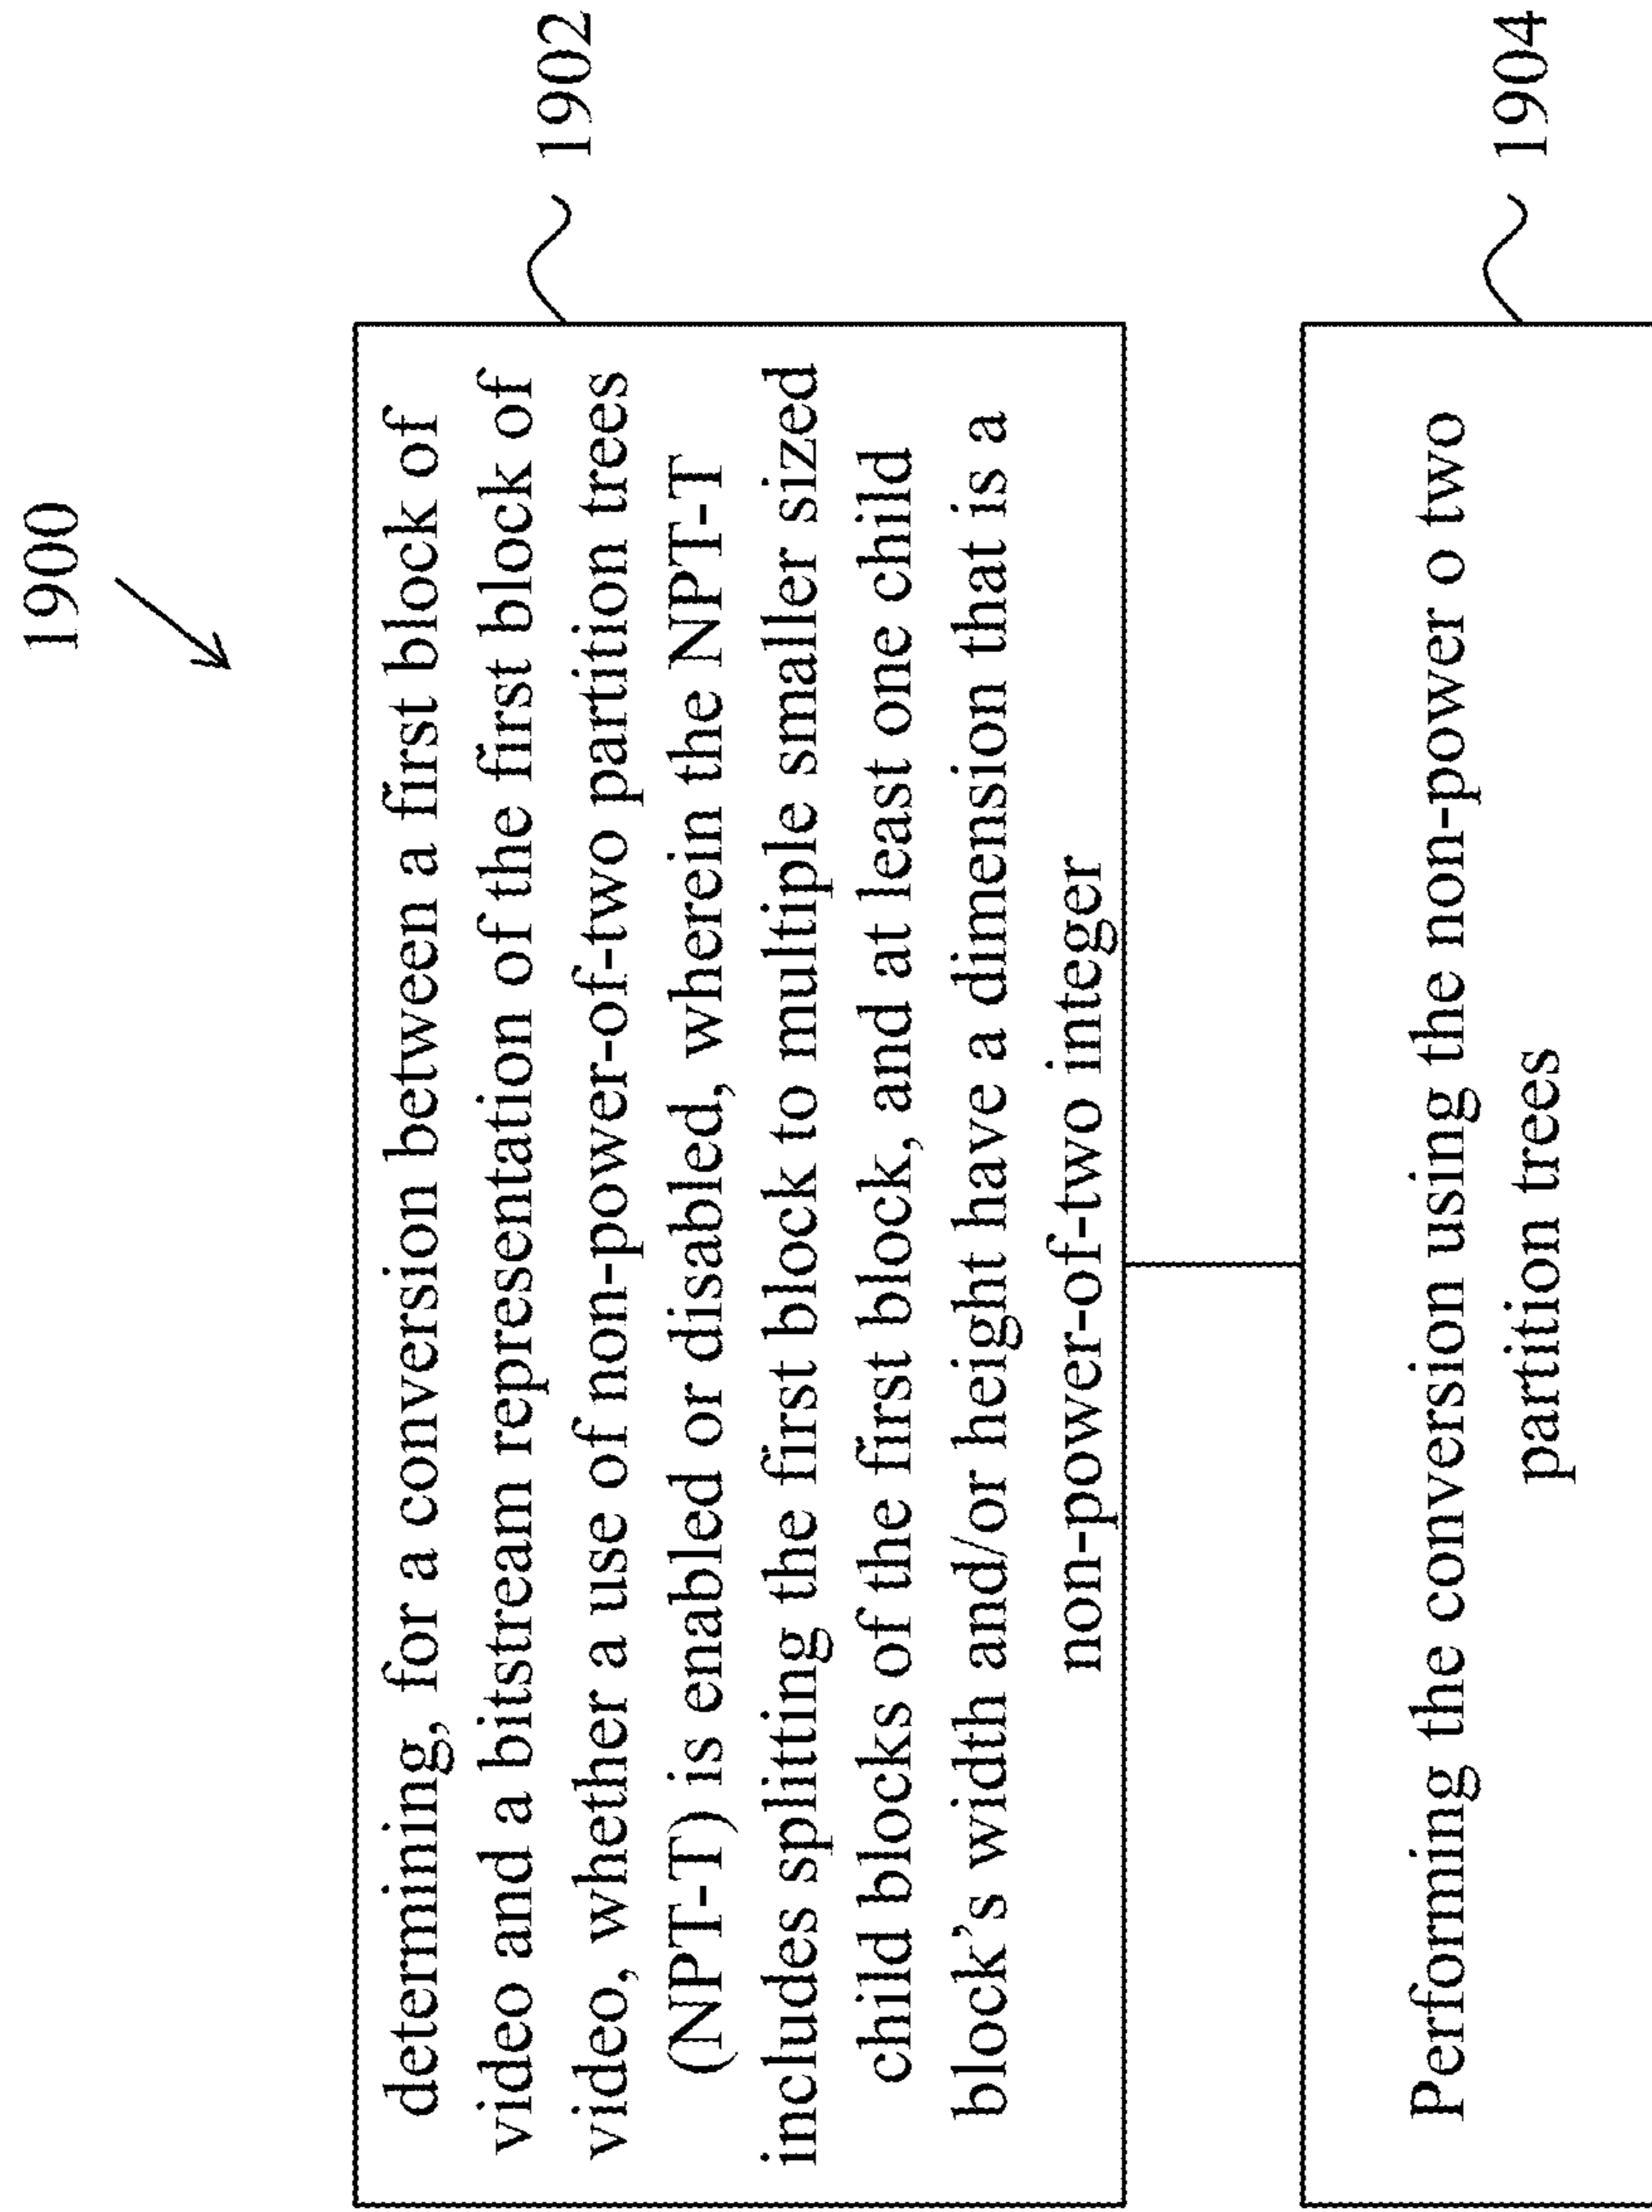 1900
determining, for a conversion between a first block of
video and a bitstream representation of the first block of
video, whether a use of non-power-of-two partition trees
(NPT-T) is enabled or disabled, wherein the NPT-T
includes splitting the first block to multiple smaller sized
child blocks of the first block, and at least one child
block's width and/or height have a dimension that is a
non-power-of-two integer
1902
Performing the conversion using the non-power o two
partition trees
1904